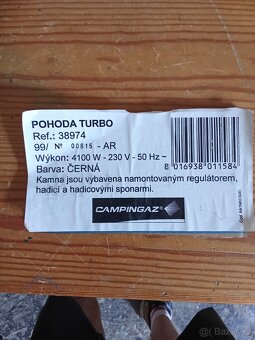 POHODA TURBO
Ref.: 38974
99/ Nº 00815 - AR
Wýkon: 4100 W - 230 V - 50 Hz ~
Barva: ČERNÁ
8 016938 011584
Kamna jsou vybavena namontovaným regulátorem,
hadicí a hadicovými sponami.
CAMPINGAZ®